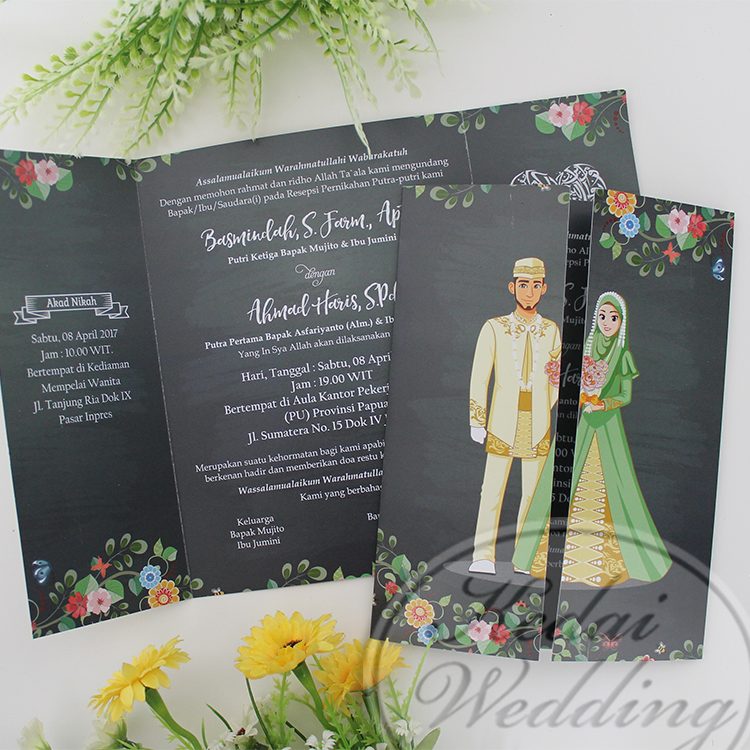 Akad Nikah
Sabtu, 08 April 2017
Jam : 10.00 WIT.
Bertempat di Kediaman
Mempelai Wanita
Jl. Tanjung Ria Dok IX
Pasar Inpres
Assalamualaikum Warahmatullahi Wabarakatuh
Dengan memohon rahmat dan ridho Allah Ta`ala kami mengundang
Bapak/Ibu/Saudara(i) pada Resepsi Pernikahan Putra-putri kami
Basmindah, S. Farm., Ap
Putri Ketiga Bapak Mujito & Ibu Jumini
dengan
Ahmad Haris, S.Pd
Putra Pertama Bapak Asfariyanto (Alm.) & Ibu
Yang In Sya Allah akan dilaksanakan
Hari, Tanggal : Sabtu, 08 April
Jam : 19.00 WIT
Bertempat di Aula Kantor Pekerj
(PU) Provinsi Papua
Jl. Sumatera No. 15 Dok IV
Merupakan suatu kehormatan bagi kami apabi
berkenan hadir dan memberikan doa restu k
Wassalamualaikum Warahmatulla
Kami yang berbaha
Keluarga
Bapak Mujito
Ibu Jumini
Ba
Kedai
Wedding